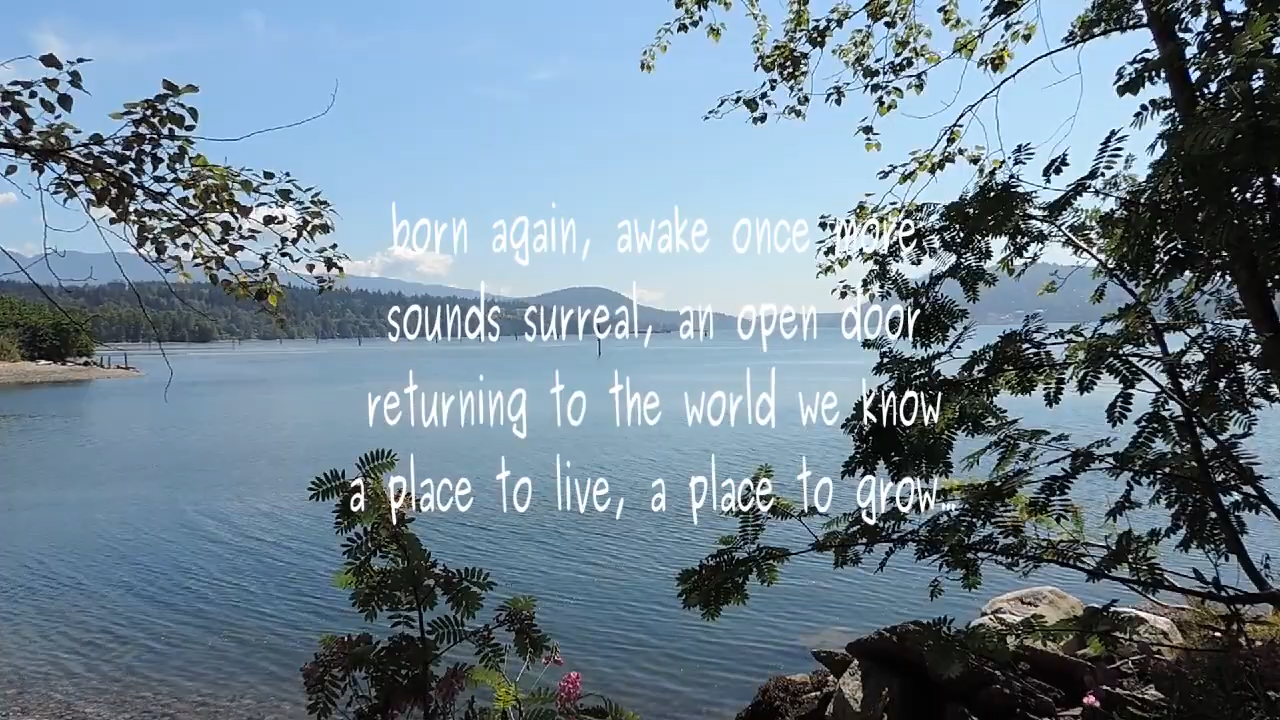 born again, awake once more
sounds surreal, an open door
returning to the world we know
a place to live, a place to grow...